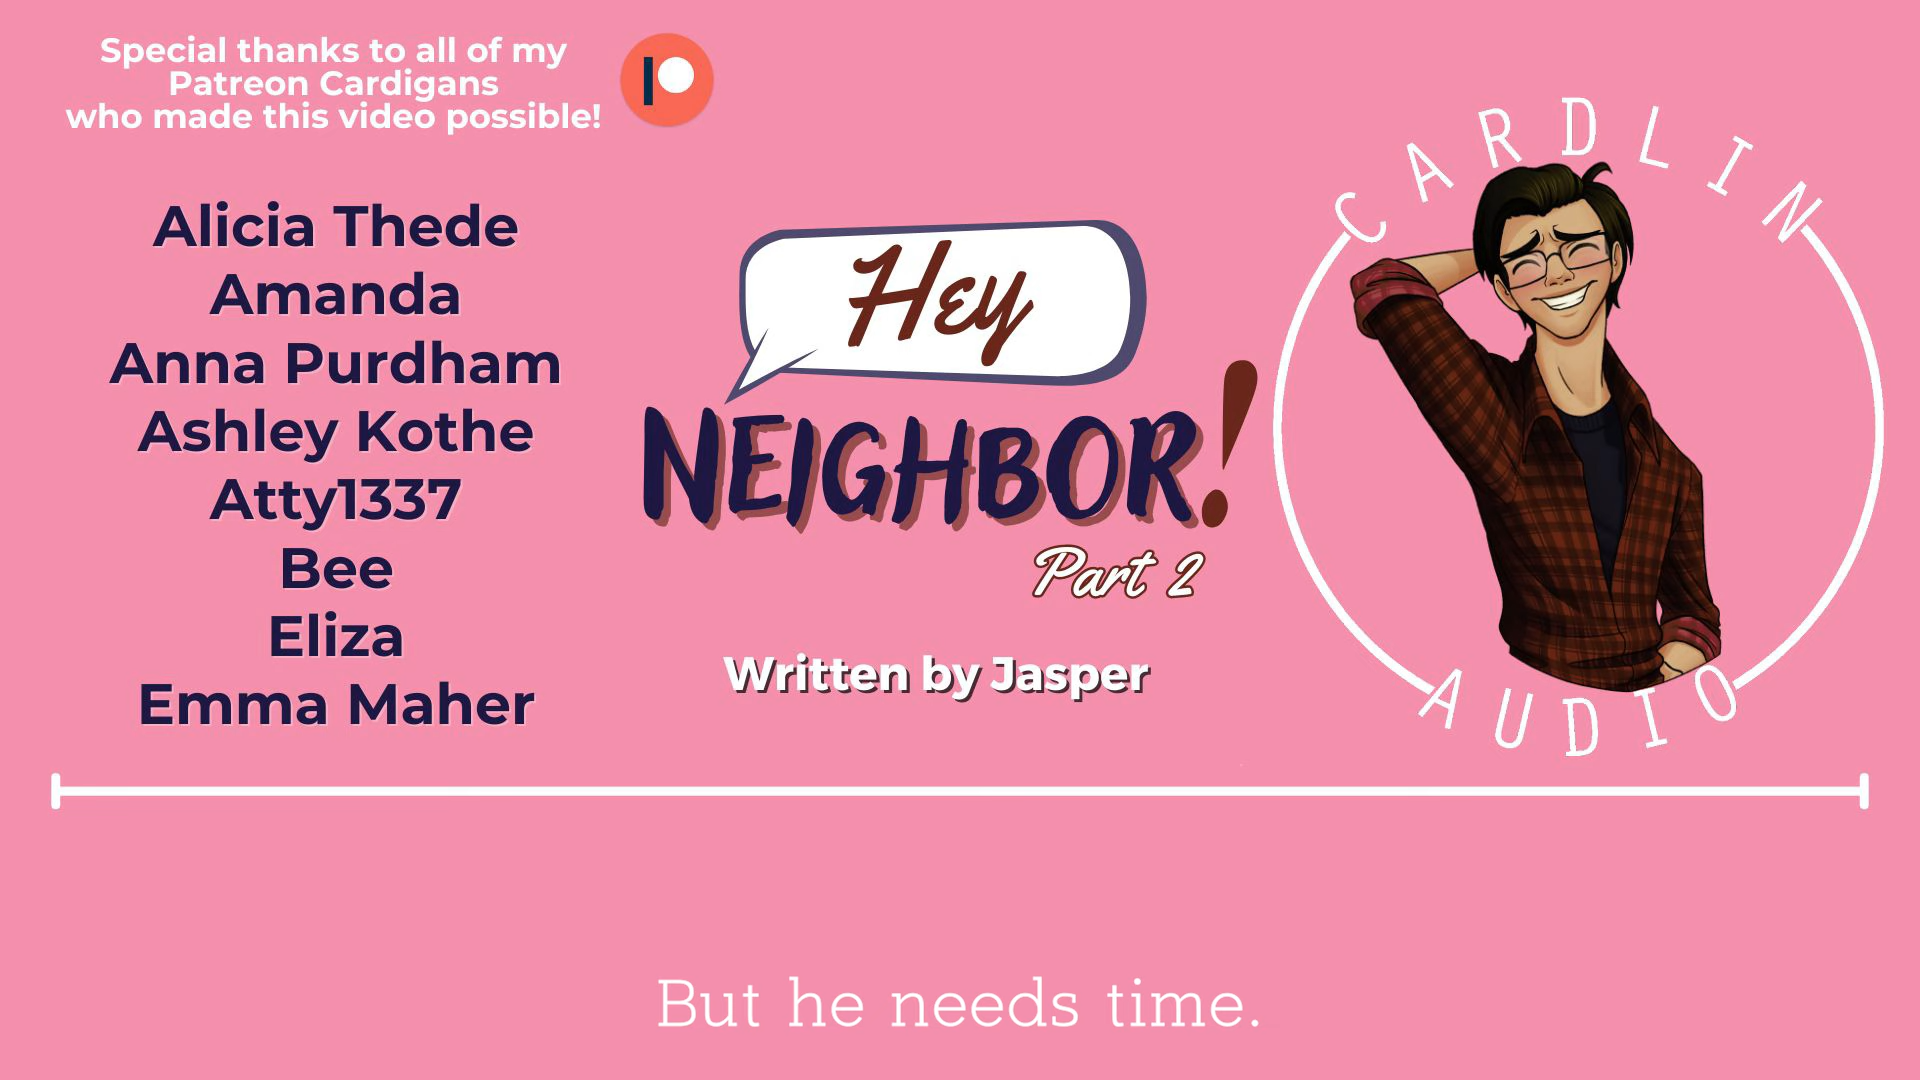 Special thanks to all of my
Patreon Cardigans
who made this video possible!
Alicia Thede
Amanda
Anna Purdham
Ashley Kothe
Atty1337
Bee
Eliza
Emma Maher
Hey
NEIGHBOR!
Part 2
Written by Jasper
CARDLIN
AUDIO
But he needs time.